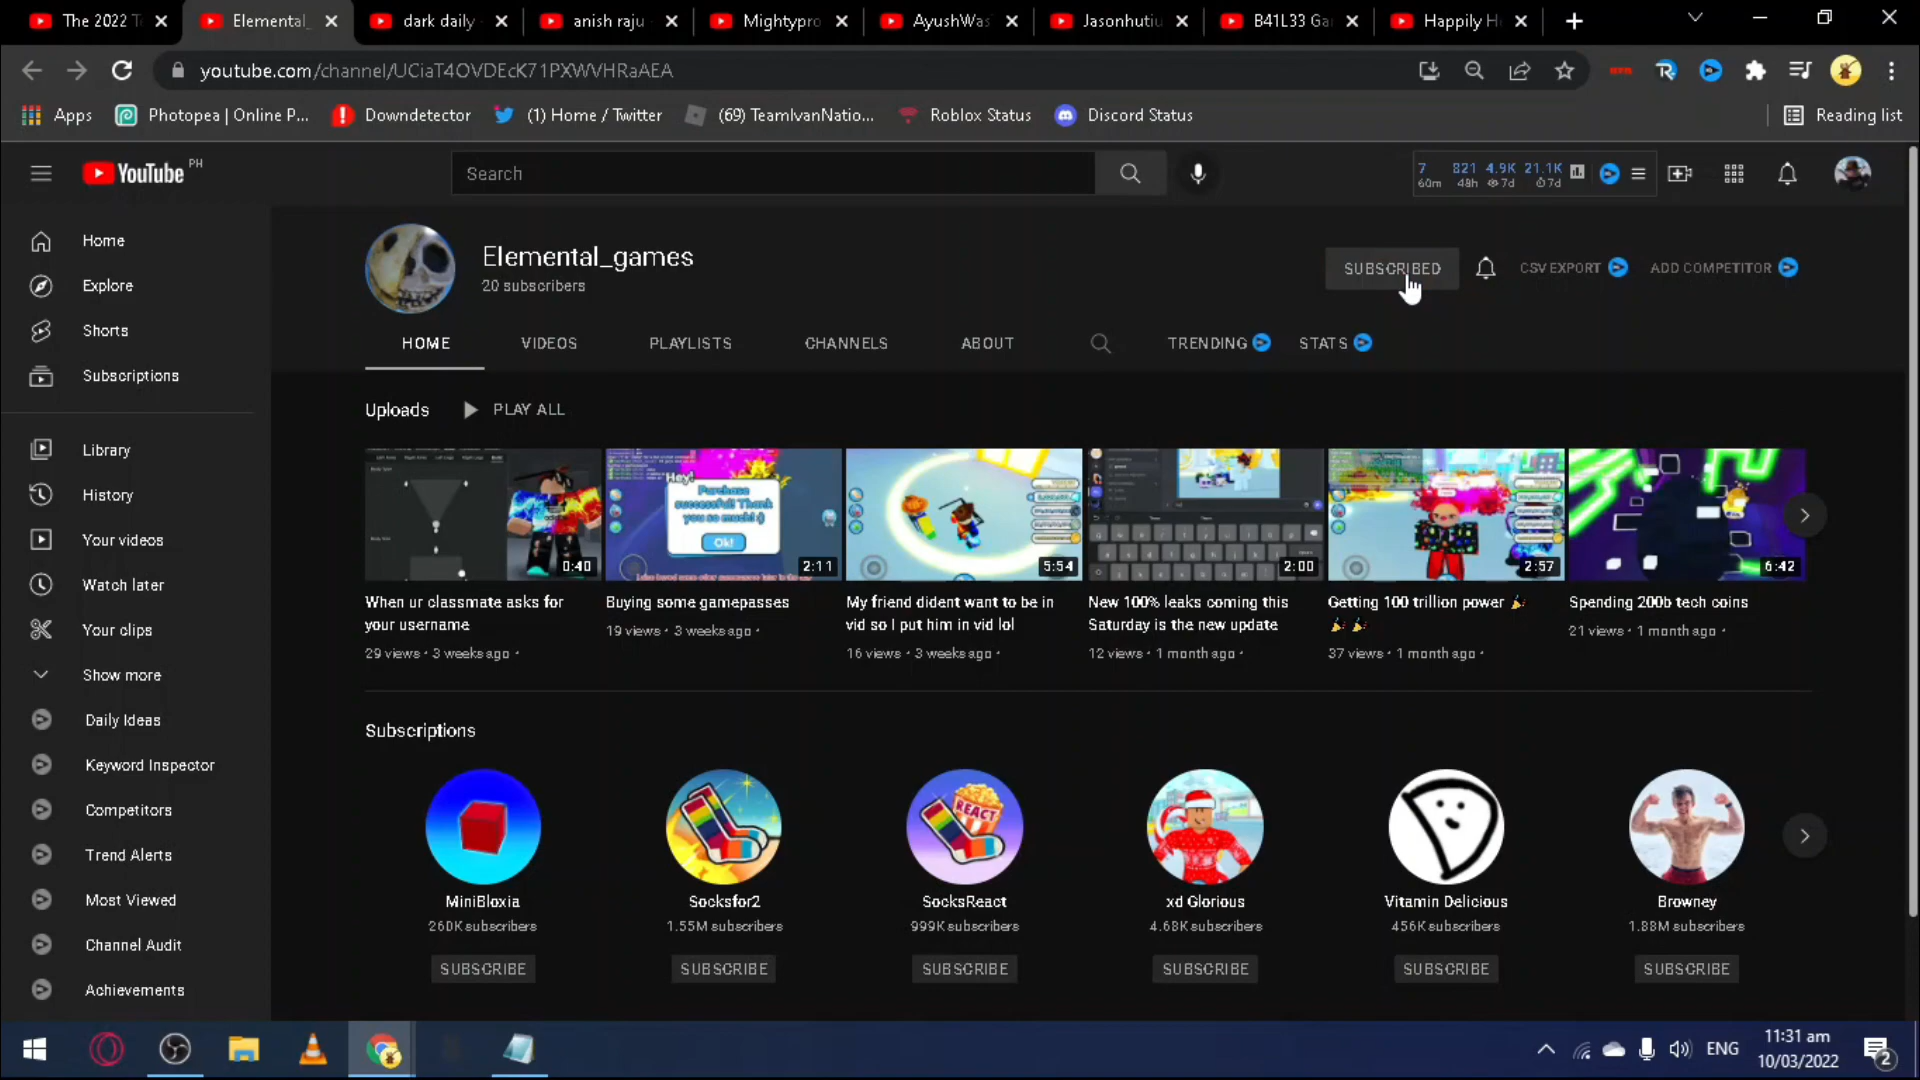 The 2022 T
Elemental_
dark daily -
anish raju -
Mightypro
AyushWas
Jasonhutiu
B41L33 Ga
Happily H
youtube.com/channel/UCiaT4OVDEcK71PXWVHRaAEA
Apps
Photopea | Online P...
Downdetector
(1) Home / Twitter
(69) TeamIvanNatio...
Roblox Status
Discord Status
Reading list
YouTube PH
Search
7 821 4.9K 21.1K
60m 48h 7d 7d
Home
Explore
Shorts
Subscriptions
Library
History
Your videos
Watch later
Your clips
Show more
Daily Ideas
Keyword Inspector
Competitors
Trend Alerts
Most Viewed
Channel Audit
Achievements
Elemental_games
20 subscribers
SUBSCRIBED
CSV EXPORT
ADD COMPETITOR
HOME
VIDEOS
PLAYLISTS
CHANNELS
ABOUT
TRENDING
STATS
Uploads
PLAY ALL
Hey!
Purchase
successful! Thank
you so much! :)
Ok!
0:40
2:11
5:54
2:00
2:57
6:42
When ur classmate asks for
your username
29 views • 3 weeks ago •
Buying some gamepasses
19 views • 3 weeks ago •
My friend dident want to be in
vid so I put him in vid lol
16 views • 3 weeks ago •
New 100% leaks coming this
Saturday is the new update
12 views • 1 month ago •
Getting 100 trillion power 🎉
🎉🎉
37 views • 1 month ago •
Spending 200b tech coins
21 views • 1 month ago •
Subscriptions
REACT
MiniBloxia
260K subscribers
SUBSCRIBE
Socksfor2
1.55M subscribers
SUBSCRIBE
SocksReact
999K subscribers
SUBSCRIBE
xd Glorious
4.68K subscribers
SUBSCRIBE
Vitamin Delicious
456K subscribers
SUBSCRIBE
Browney
1.88M subscribers
SUBSCRIBE
ENG
11:31 am
10/03/2022
2